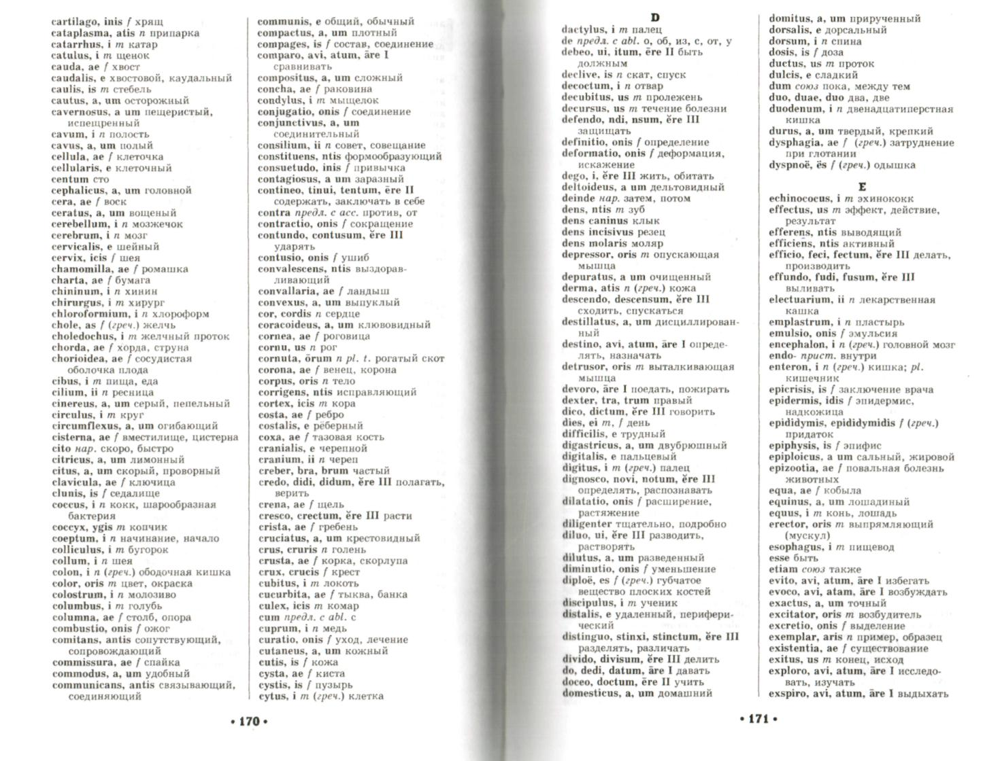 cartilago, inis f хрящ
cataplasma, atis n припарка
catarrhus, i m катар
catulus, i m щенок
cauda, ae f хвост
caudalis, e хвостовой, каудальный
caulis, is m стебель
cautus, a, um осторожный
cavernosus, a um пещеристый,
испещренный
cavum, i n полость
cavus, a, um полый
cellula, ae f клеточка
cellularis, e клеточный
centum сто
cephalicus, a, um головной
cera, ae f воск
ceratus, a, um вощеный
cerebellum, i n мозжечок
cerebrum, i n мозг
cervicalis, e шейный
cervix, icis f шея
chamomilla, ae f ромашка
charta, ae f бумага
chininum, i n хинин
chirurgus, i m хирург
chloroformium, i n хлороформ
chole, as f (греч.) желчь
choledochus, i m желчный проток
chorda, ae f хорда, струна
chorioidea, ae f сосудистая
оболочка плода
cibus, i m пища, еда
cilium, ii n ресница
cinereus, a, um серый, пепельный
circulus, i m круг
circumflexus, a, um огибающий
cisterna, ae f вместилище, цистерна
cito нар. скоро, быстро
citricus, a, um лимонный
citus, a, um скорый, проворный
clavicula, ae f ключица
clunis, is f седалище
coccus, i n кокк, шарообразная
бактерия
coccyx, ygis m копчик
coeptum, i n начинание, начало
colliculus, i m бугорок
collum, i n шея
colon, i n (греч.) ободочная кишка
color, oris m цвет, окраска
colostrum, i n молозиво
columbus, i m голубь
columna, ae f столб, опора
combustio, onis f ожог
comitans, antis сопутствующий,
сопровождающий
commissura, ae f спайка
commodus, a, um удобный
communicans, antis связывающий,
соединяющий
communis, e общий, обычный
compactus, a, um плотный
compages, is f состав, соединение
comparo, avi, atum, āre I
сравнивать
compositus, a, um сложный
concha, ae f раковина
condylus, i m мыщелок
conjugatio, onis f соединение
conjunctivus, a, um
соединительный
consilium, ii n совет, совещание
constituens, ntis формообразующий
consuetudo, inis f привычка
contagiosus, a um заразный
contineo, tinui, tentum, ēre II
содержать, заключать в себе
contra предл. с acc. против, от
contractio, onis f сокращение
contundo, contusum, ĕre III
ударять
contusio, onis f ушиб
convalescens, ntis выздорав-
ливающий
convallaria, ae f ландыш
convexus, a, um выпуклый
cor, cordis n сердце
coracoideus, a, um клювовидный
cornea, ae f роговица
cornu, us n рог
cornuta, ōrum n pl. t. рогатый скот
corona, ae f венец, корона
corpus, oris n тело
corrigens, ntis исправляющий
cortex, icis m кора
costa, ae f ребро
costalis, e рёберный
coxa, ae f тазовая кость
cranialis, e черепной
cranium, ii n череп
creber, bra, brum частый
credo, didi, didum, ĕre III полагать,
верить
crena, ae f щель
cresco, crectum, ĕre III расти
crista, ae f гребень
cruciatus, a, um крестовидный
crus, cruris n голень
crusta, ae f корка, скорлупа
crux, crucis f крест
cubitus, i m локоть
cucurbita, ae f тыква, банка
culex, icis m комар
cum предл. с abl. с
cuprum, i n медь
curatio, onis f уход, лечение
cutaneus, a, um кожный
cutis, is f кожа
cysta, ae f киста
cystis, is f пузырь
cytus, i m (греч.) клетка
• 170 •
D
dactylus, i m палец
de предл. с abl. о, об, из, с, от, у
debeo, ui, itum, ēre II быть
должным
declive, is n скат, спуск
decoctum, i n отвар
decubitus, us m пролежень
decursus, us m течение болезни
defendo, ndi, nsum, ĕre III
защищать
definitio, onis f определение
deformatio, onis f деформация,
искажение
dego, i, ĕre III жить, обитать
deltoideus, a um дельтовидный
deinde нар. затем, потом
dens, ntis m зуб
dens caninus клык
dens incisivus резец
dens molaris моляр
depressor, oris m опускающая
мышца
depuratus, a um очищенный
derma, atis n (греч.) кожа
descendo, descensum, ĕre III
сходить, спускаться
destillatus, a, um дисциллирован-
ный
destino, avi, atum, āre I опреде-
лять, назначать
detrusor, oris m выталкивающая
мышца
devoro, āre I поедать, пожирать
dexter, tra, trum правый
dico, dictum, ĕre III говорить
dies, ei m, f день
difficilis, e трудный
digastricus, a, um двубрюшный
digitalis, e пальцевый
digitus, i m (греч.) палец
dignosco, novi, notum, ĕre III
определять, распознавать
dilatatio, onis f расширение,
растяжение
diligenter тщательно, подробно
diluo, ui, ĕre III разводить,
растворять
dilutus, a, um разведенный
diminutio, onis f уменьшение
diploë, es f (греч.) губчатое
вещество плоских костей
discipulus, i m ученик
distalis, e удаленный, перифери-
ческий
distinguo, stinxi, stinctum, ĕre III
разделять, различать
divido, divisum, ĕre III делить
do, dedi, datum, āre I давать
doceo, doctum, ēre II учить
domesticus, a, um домашний
domitus, a, um прирученный
dorsalis, e дорсальный
dorsum, i n спина
dosis, is f доза
ductus, us m проток
dulcis, e сладкий
dum союз пока, между тем
duo, duae, duo два, две
duodenum, i n двенадцатиперстная
кишка
durus, a, um твердый, крепкий
dysphagia, ae f (греч.) затруднение
при глотании
dyspnoë, ës f (греч.) одышка
E
echinococus, i m эхинококк
effectus, us m эффект, действие,
результат
efferens, ntis выводящий
efficiens, ntis активный
efficio, feci, fectum, ĕre III делать,
производить
effundo, fudi, fusum, ĕre III
выливать
electuarium, ii n лекарственная
кашка
emplastrum, i n пластырь
emulsio, onis f эмульсия
encephalon, i n (греч.) головной мозг
endo- прист. внутри
enteron, i n (греч.) кишка; pl.
кишечник
epicrisis, is f заключение врача
epidermis, idis f эпидермис,
надкожица
epididymis, epididymidis f (греч.)
придаток
epiphysis, is f эпифис
epiploicus, a um сальный, жировой
epizootia, ae f повальная болезнь
животных
equa, ae f кобыла
equinus, a, um лошадиный
equus, i m конь, лошадь
erector, oris m выпрямляющий
(мускул)
esophagus, i m пищевод
esse быть
etiam союз также
evito, avi, atum, āre I избегать
evoco, avi, atam, āre I возбуждать
exactus, a, um точный
excitator, oris m возбудитель
excretio, onis f выделение
exemplar, aris n пример, образец
existentia, ae f существование
exitus, us m конец, исход
exploro, avi, atum, āre I исследо-
вать, изучать
exspiro, avi, atum, āre I выдыхать
• 171 •